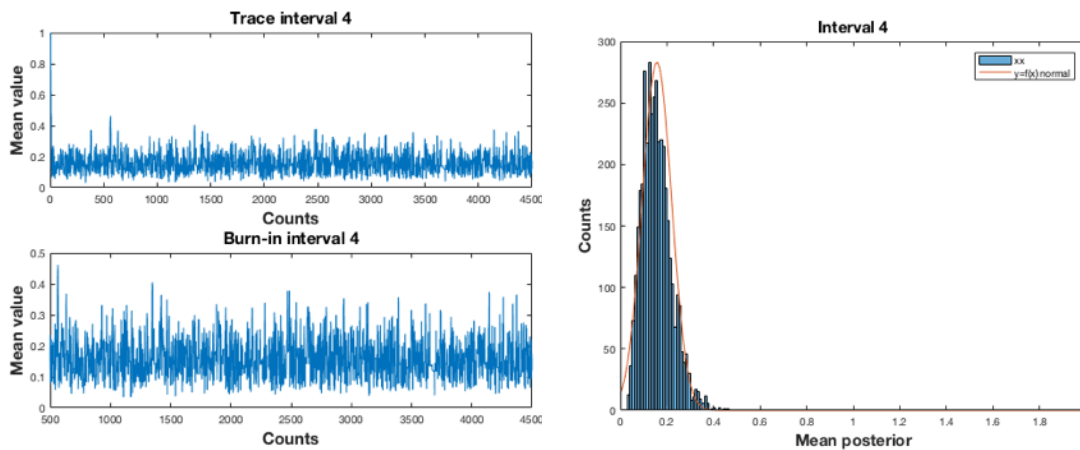 Trace interval 4
1
0.8
0.6
0.4
0.2
0
Mean value
0 500 1000 1500 2000 2500 3000 3500 4000 4500
Counts
Burn-in interval 4
0.5
0.4
0.3
0.2
0.1
0
Mean value
500 1000 1500 2000 2500 3000 3500 4000 4500
Counts
Interval 4
300
250
200
150
100
50
0
Counts
xx
y=f(x) normal
0 0.2 0.4 0.6 0.8 1 1.2 1.4 1.6 1.8
Mean posterior